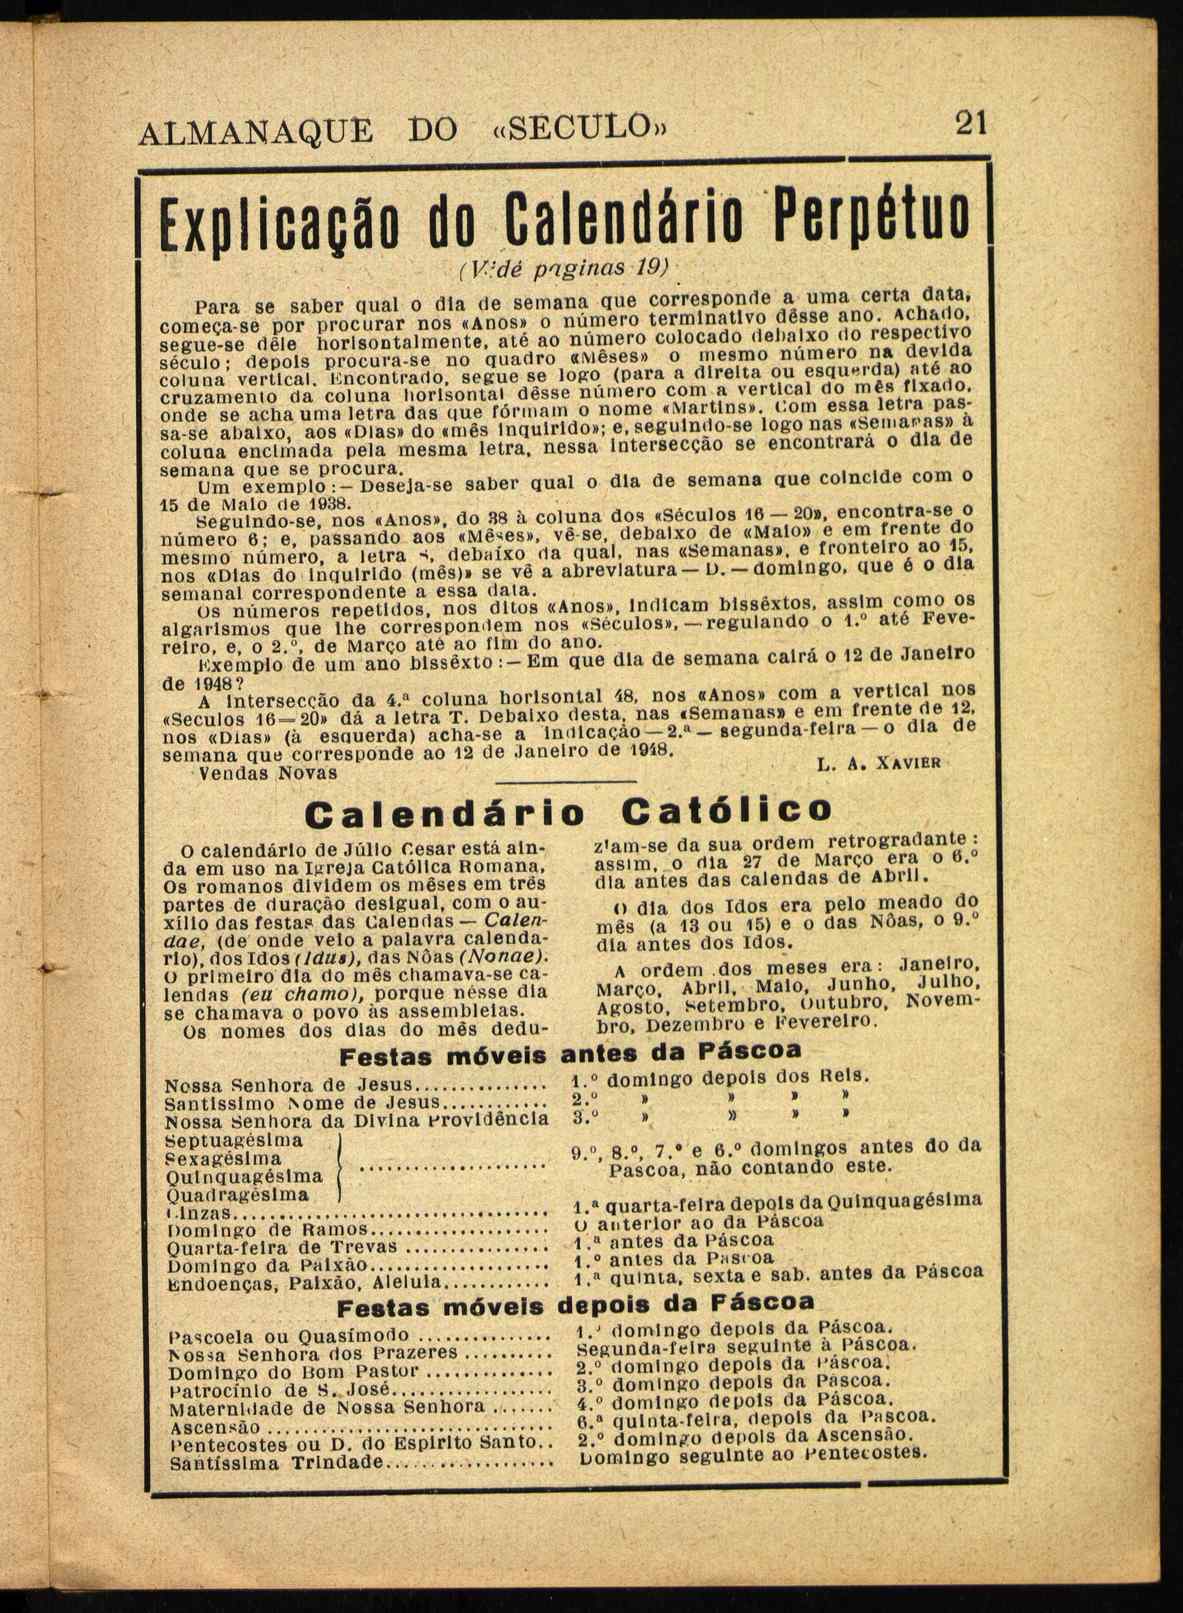 ALMANAQUE DO «SECULO» 21
Explicação do Calendário Perpétuo
(Vidé paginas 19)
Para se saber qual o dia de semana que corresponde a uma certa data,
começa-se por procurar nos «Anos» o número terminativo dêsse ano. Achado,
segue-se dêle horisontalmente, até ao número colocado debaixo do respectivo
século; depois procura-se no quadro «Mêses» o mesmo número na devida
coluna vertical. Encontrado, segue se logo (para a direita ou esquerda) até ao
cruzamento da coluna horisontal dêsse número com a vertical do mês fixado,
onde se acha uma letra das que fórmam o nome «Martins». Com essa letra pas-
sa-se abaixo, aos «Dias» do «mês inquirido»; e, seguindo-se logo nas «Semanas» à
coluna encimada pela mesma letra, nessa intersecção se encontrará o dia de
semana que se procura.
Um exemplo: — Deseja-se saber qual o dia de semana que coincide com o
15 de Maio de 1938.
Seguindo-se, nos «Anos», do 38 à coluna dos «Séculos 16 — 20», encontra-se o
número 6; e, passando aos «Mêses», vê-se, debaixo de «Maio» e em frente do
mesmo número, a letra S, debaíxo da qual, nas «Semanas», e fronteiro ao 15,
nos «Dias do inquirido (mês)» se vê a abreviatura — D. — domingo, que é o dia
semanal correspondente a essa data.
Os números repetidos, nos ditos «Anos», indicam bissêxtos, assim como os
algarismos que lhe correspondem nos «Séculos», — regulando o 1.º até Feve-
reiro, e, o 2.º, de Março até ao fim do ano.
Exemplo de um ano bissêxto: — Em que dia de semana cairá o 12 de Janeiro
de 1948?
A intersecção da 4.ª coluna horisontal 48, nos «Anos» com a vertical nos
«Seculos 16 — 20» dá a letra T. Debaixo desta, nas «Semanas» e em frente de 12,
nos «Dias» (à esquerda) acha-se a indicação — 2.ª — segunda-feira — o dia de
semana que corresponde ao 12 de Janeiro de 1948.
Vendas Novas L. A. XAVIER
Calendário Católico
O calendário de Júlio Cesar está ain-
da em uso na Igreja Católica Romana,
Os romanos dividem os mêses em três
partes de duração desigual, com o au-
xílio das festas das Calendas — Calen-
dae, (de onde veio a palavra calenda-
rio), dos Idos (Idus), das Nôas (Nonae).
O primeiro dia do mês chamava-se ca-
lendas (eu chamo), porque nêsse dia
se chamava o povo às assembleias.
Os nomes dos dias do mês dedu-
ziam-se da sua ordem retrogradante:
assim, o dia 27 de Março era o 6.º
dia antes das calendas de Abril.
O dia dos Idos era pelo meado do
mês (a 13 ou 15) e o das Nôas, o 9.º
dia antes dos Idos.
A ordem dos meses era: Janeiro,
Março, Abril, Maio, Junho, Julho,
Agosto, Setembro, Outubro, Novem-
bro, Dezembro e Fevereiro.
Festas móveis antes da Páscoa
Nossa Senhora de Jesus............... 1.º domingo depois dos Reis.
Santissimo Nome de Jesus............ 2.º » » » »
Nossa Senhora da Divina Providência 3.º » » » »
Septuagésima
Sexagésima
Quinquagésima
Quadragésima
..................... 9.º, 8.º, 7.º e 6.º domingos antes do da
Pascoa, não contando este.
Cinzas................................... 1.ª quarta-feira depois da Quinquagésima
Domingo de Ramos.................... O anterior ao da Páscoa
Quarta-feira de Trevas ................ 1.ª antes da Páscoa
Domingo da Paixão.................... 1.º antes da Pascoa
Endoenças, Paixão, Aleluia............ 1.ª quinta, sexta e sab. antes da Páscoa
Festas móveis depois da Páscoa
Pascoela ou Quasímodo ............... 1.º domingo depois da Páscoa.
Nossa Senhora dos Prazeres .......... Segunda-feira seguinte à Páscoa.
Domingo do Bom Pastor .............. 2.º domingo depois da Páscoa.
Patrocínio de S. José.................. 3.º domingo depois da Páscoa.
Maternidade de Nossa Senhora ....... 4.º domingo depois da Páscoa.
Ascensão ................................ 6.ª quinta-feira, depois da Pascoa.
Pentecostes ou D. do Espirito Santo.. 2.º domingo depois da Ascensão.
Santíssima Trindade................... Domingo seguinte ao Pentecostes.